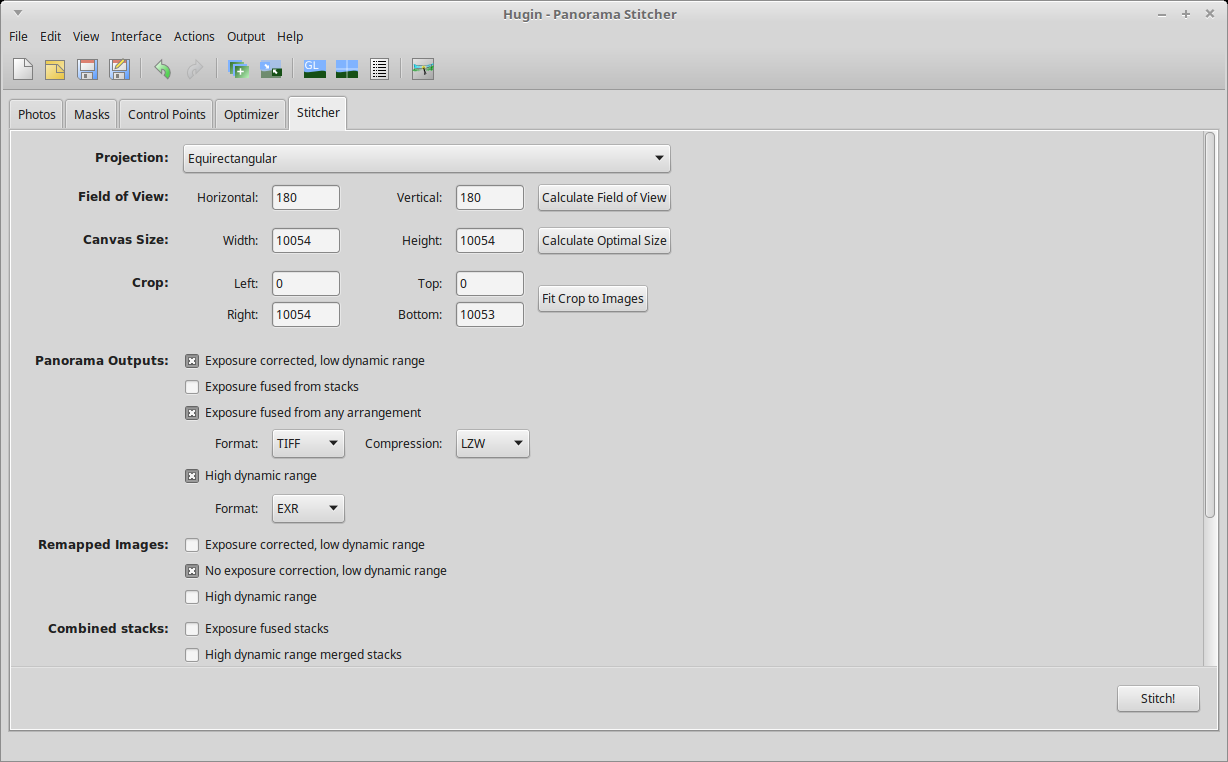 Hugin - Panorama Stitcher
File Edit View Interface Actions Output Help
GL
Photos Masks Control Points Optimizer Stitcher
Projection: Equirectangular
Field of View: Horizontal: 180 Vertical: 180 Calculate Field of View
Canvas Size: Width: 10054 Height: 10054 Calculate Optimal Size
Crop: Left: 0 Top: 0
Fit Crop to Images
Right: 10054 Bottom: 10053
Panorama Outputs: Exposure corrected, low dynamic range
Exposure fused from stacks
Exposure fused from any arrangement
Format: TIFF Compression: LZW
High dynamic range
Format: EXR
Remapped Images: Exposure corrected, low dynamic range
No exposure correction, low dynamic range
High dynamic range
Combined stacks: Exposure fused stacks
High dynamic range merged stacks
Stitch!